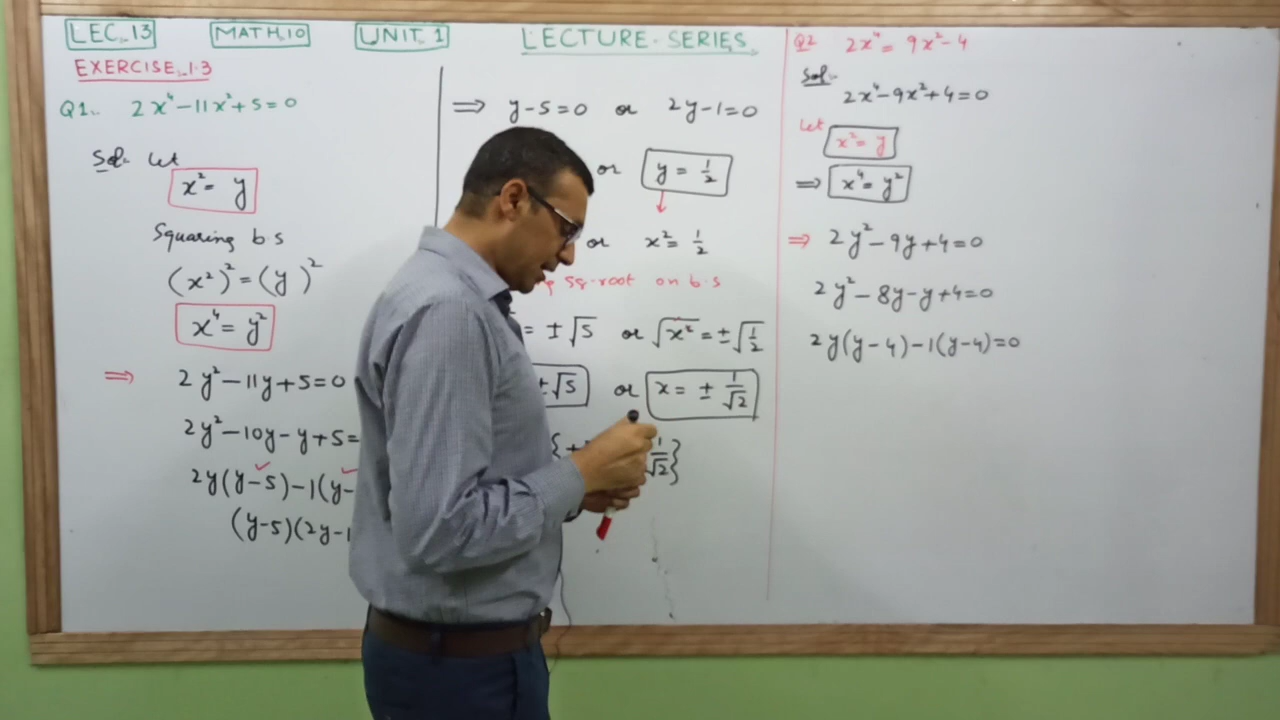 LEC. 13 MATH. 10 UNIT. 1 LECTURE - SERIES.
EXERCISE. 1.3
Q1. 2x⁴-11x²+5=0
Sol:- Let
x² = y
Squaring b.s
(x²)² = (y)²
x⁴ = y²
⇒ 2y²-11y+5=0
2y²-10y-y+5=
2y(y-5)-1(y-
(y-5)(2y-1
⇒ y-5=0 or 2y-1=0
or y = 1/2
or x² = 1/2
sq-root on b.s
= ±√5 or √x² = ±√1/2
±√5 or x = ± 1/√2
{±
1/√2}
Q2 2x⁴ = 9x²-4
Sol:-
2x⁴-9x²+4=0
Let
x² = y
⇒ x⁴ = y²
⇒ 2y²-9y+4=0
2y²-8y-y+4=0
2y(y-4)-1(y-4)=0